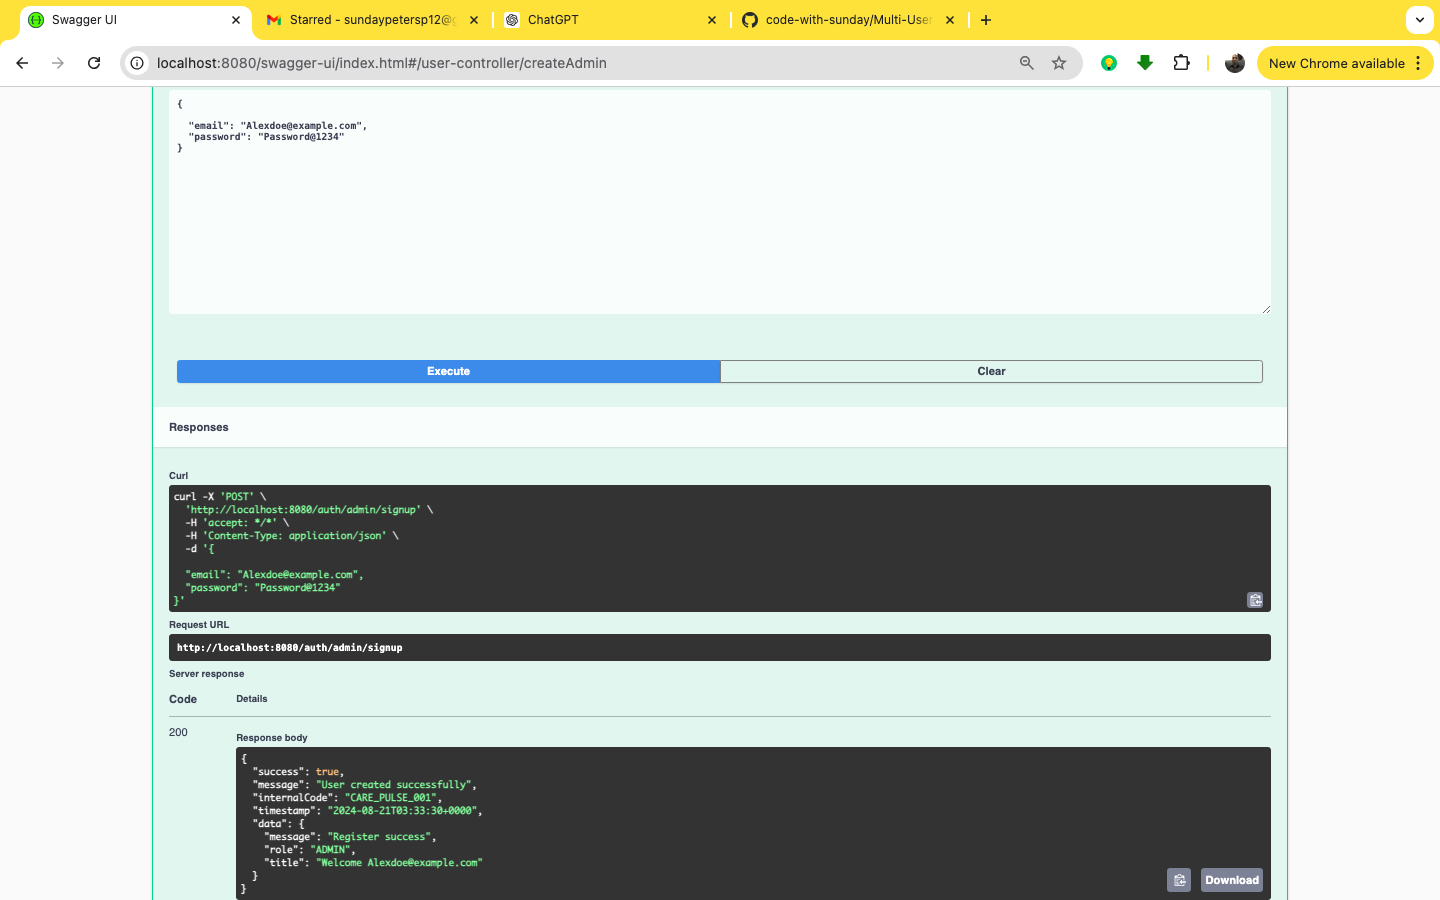 Swagger UI
Starred - sundaypetersp12@g
ChatGPT
code-with-sunday/Multi-User
localhost:8080/swagger-ui/index.html#/user-controller/createAdmin
New Chrome available
{
"email": "Alexdoe@example.com",
"password": "Password@1234"
}
Execute
Clear
Responses
Curl
curl -X 'POST' \
'http://localhost:8080/auth/admin/signup' \
-H 'accept: */*' \
-H 'Content-Type: application/json' \
-d '{
"email": "Alexdoe@example.com",
"password": "Password@1234"
}'
Request URL
http://localhost:8080/auth/admin/signup
Server response
Code
Details
200
Response body
{
"success": true,
"message": "User created successfully",
"internalCode": "CARE_PULSE_001",
"timestamp": "2024-08-21T03:33:30+0000",
"data": {
"message": "Register success",
"role": "ADMIN",
"title": "Welcome Alexdoe@example.com"
}
}
Download